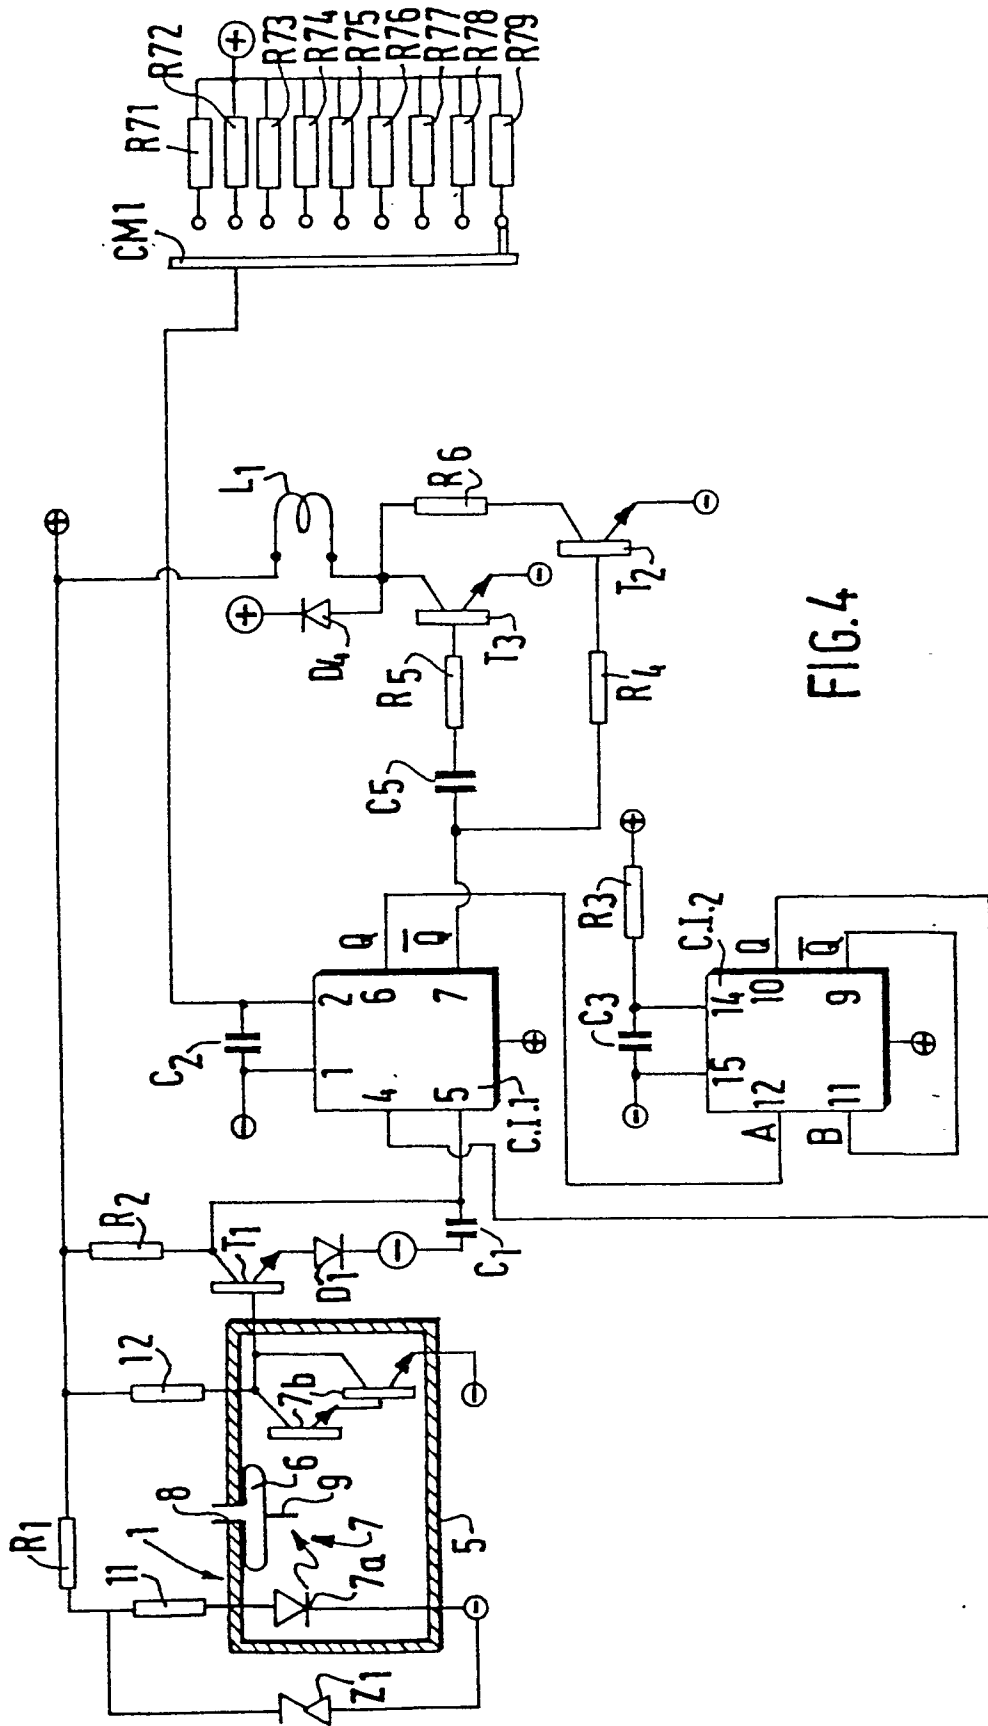 R71
R72
+
R73
R74
R75
R76
R77
R78
R79
CM1
+
L1
+
D4
R6
R5
T3
-
T2
-
C5
R4
C2
-
2
1
6
7
4
5
Q
Q̅
C.I.1
+
R3
+
C3
-
C.I.2
14
15
10
9
12
11
Q
Q̅
A
B
+
R2
T1
D1
-
C1
12
7b
-
R1
11
1
8
6
9
7
7a
5
-
Z1
FIG.4